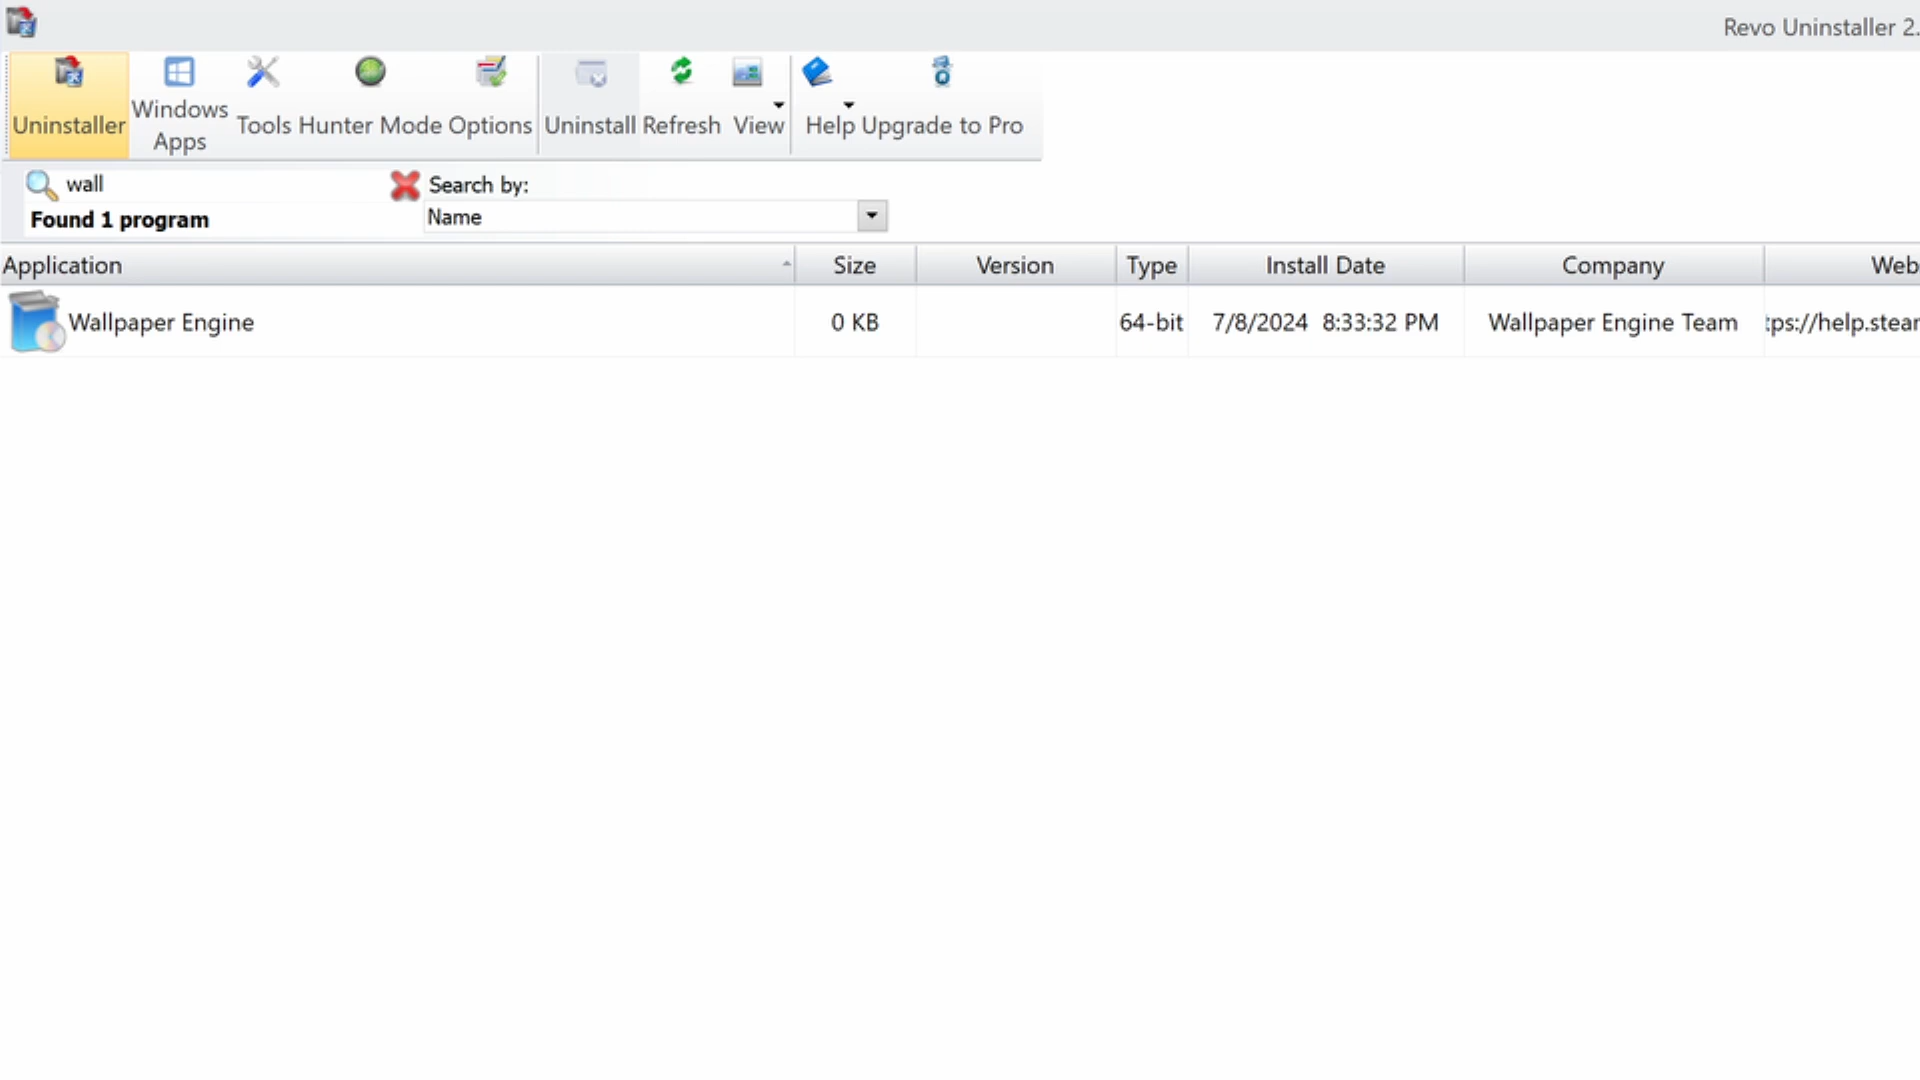 Revo Uninstaller 2.
Uninstaller
Windows Apps
Tools
Hunter Mode
Options
Uninstall
Refresh
View
Help
Upgrade to Pro
wall
Search by:
Found 1 program
Name
Application Size Version Type Install Date Company Web
Wallpaper Engine 0 KB 64-bit 7/8/2024 8:33:32 PM Wallpaper Engine Team tps://help.stear